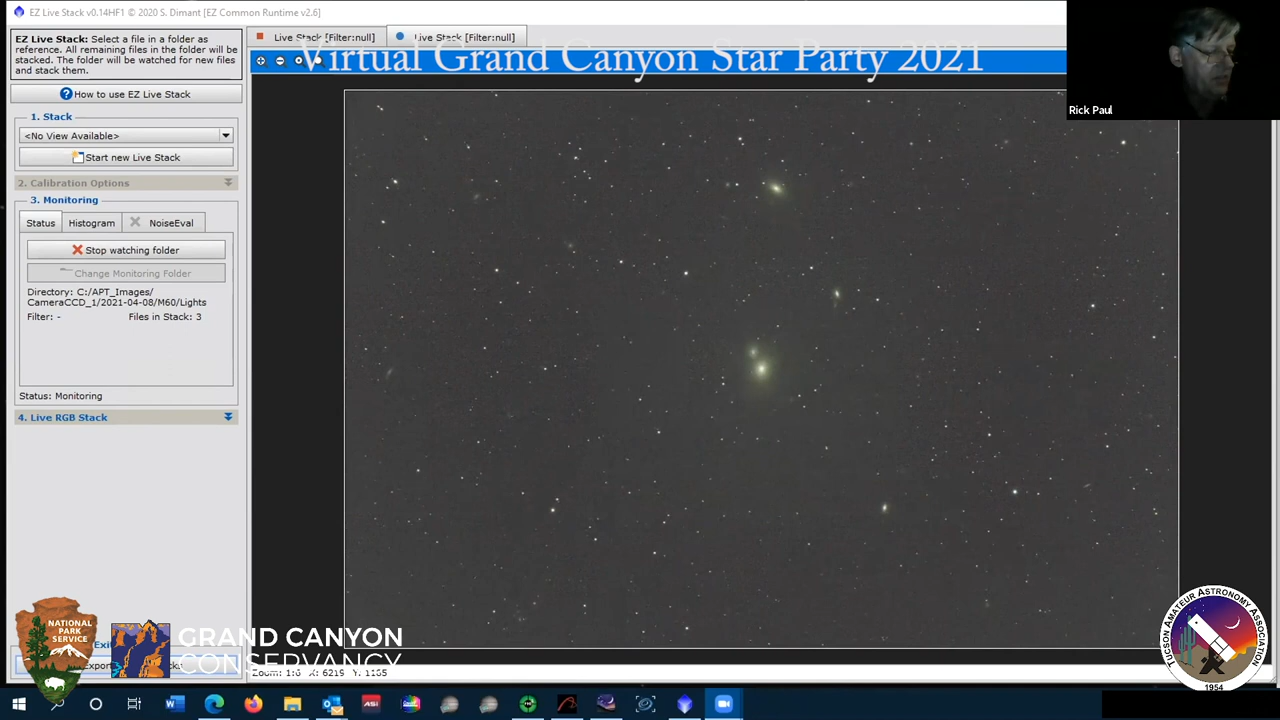 EZ Live Stack v0.14HF1 © 2020 S. Dimant [EZ Common Runtime v2.6]
EZ Live Stack: Select a file in a folder as
reference. All remaining files in the folder will be
stacked. The folder will be watched for new files
and stack them.
How to use EZ Live Stack
1. Stack
<No View Available>
Start new Live Stack
2. Calibration Options
3. Monitoring
Status Histogram NoiseEval
Stop watching folder
Change Monitoring Folder
Directory: C:/APT_Images/
CameraCCD_1/2021-04-08/M60/Lights
Filter: - Files in Stack: 3
Status: Monitoring
4. Live RGB Stack
Live Stack [Filter:null] Live Stack [Filter:null]
Virtual Grand Canyon Star Party 2021
Rick Paul
NATIONAL
PARK
SERVICE
GRAND CANYON
CONSERVANCY
TUCSON AMATEUR ASTRONOMY ASSOCIATION
1954
ASI